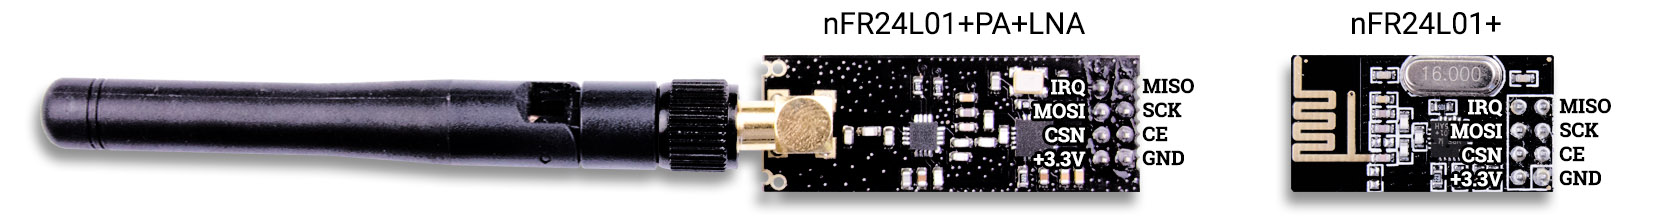 nFR24L01+PA+LNA
IRQ MISO
MOSI SCK
CSN CE
+3.3V GND
nFR24L01+
16.000
IRQ MISO
MOSI SCK
CSN CE
+3.3V GND